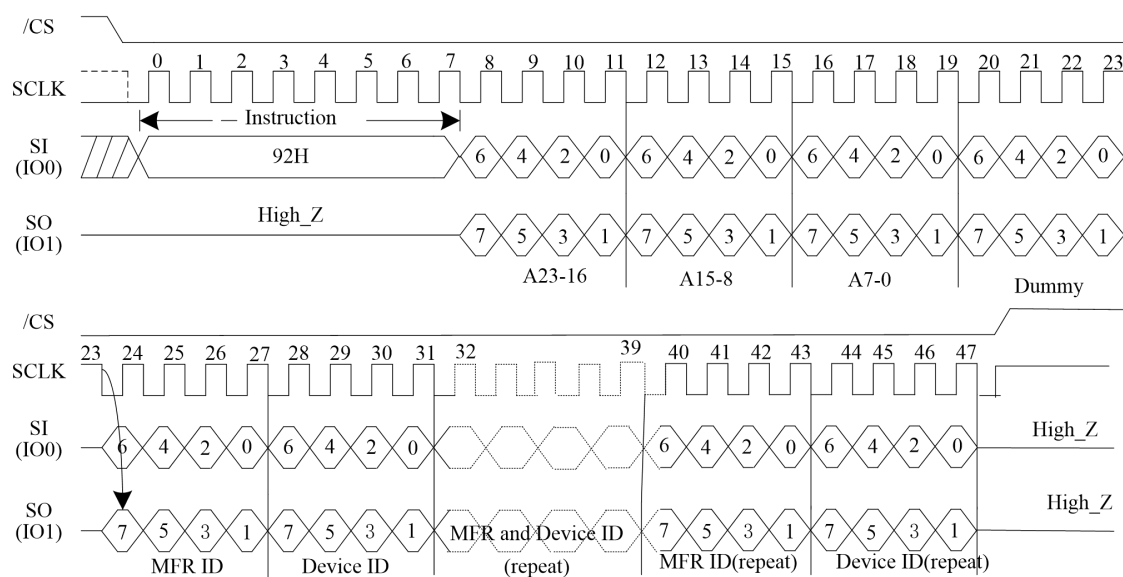 /CS
0 1 2 3 4 5 6 7 8 9 10 11 12 13 14 15 16 17 18 19 20 21 22 23
SCLK
Instruction
SI
(IO0)
92H
6 4 2 0 6 4 2 0 6 4 2 0 6 4 2 0
High_Z
SO
(IO1)
7 5 3 1 7 5 3 1 7 5 3 1 7 5 3 1
A23-16 A15-8 A7-0 Dummy
/CS
23 24 25 26 27 28 29 30 31 32 39 40 41 42 43 44 45 46 47
SCLK
SI
(IO0)
6 4 2 0 6 4 2 0 6 4 2 0 6 4 2 0 High_Z
SO
(IO1)
7 5 3 1 7 5 3 1 MFR and Device ID 7 5 3 1 7 5 3 1 High_Z
MFR ID Device ID (repeat) MFR ID(repeat) Device ID(repeat)